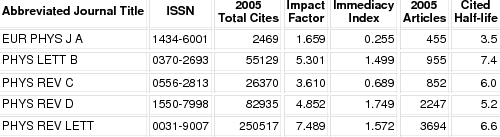 Abbreviated Journal Title ISSN 2005 Total Cites Impact Factor Immediacy Index 2005 Articles Cited Half-life
EUR PHYS J A 1434-6001 2469 1.659 0.255 455 3.5
PHYS LETT B 0370-2693 55129 5.301 1.499 955 7.4
PHYS REV C 0556-2813 26370 3.610 0.689 852 6.0
PHYS REV D 1550-7998 82935 4.852 1.749 2247 5.2
PHYS REV LETT 0031-9007 250517 7.489 1.572 3694 6.6